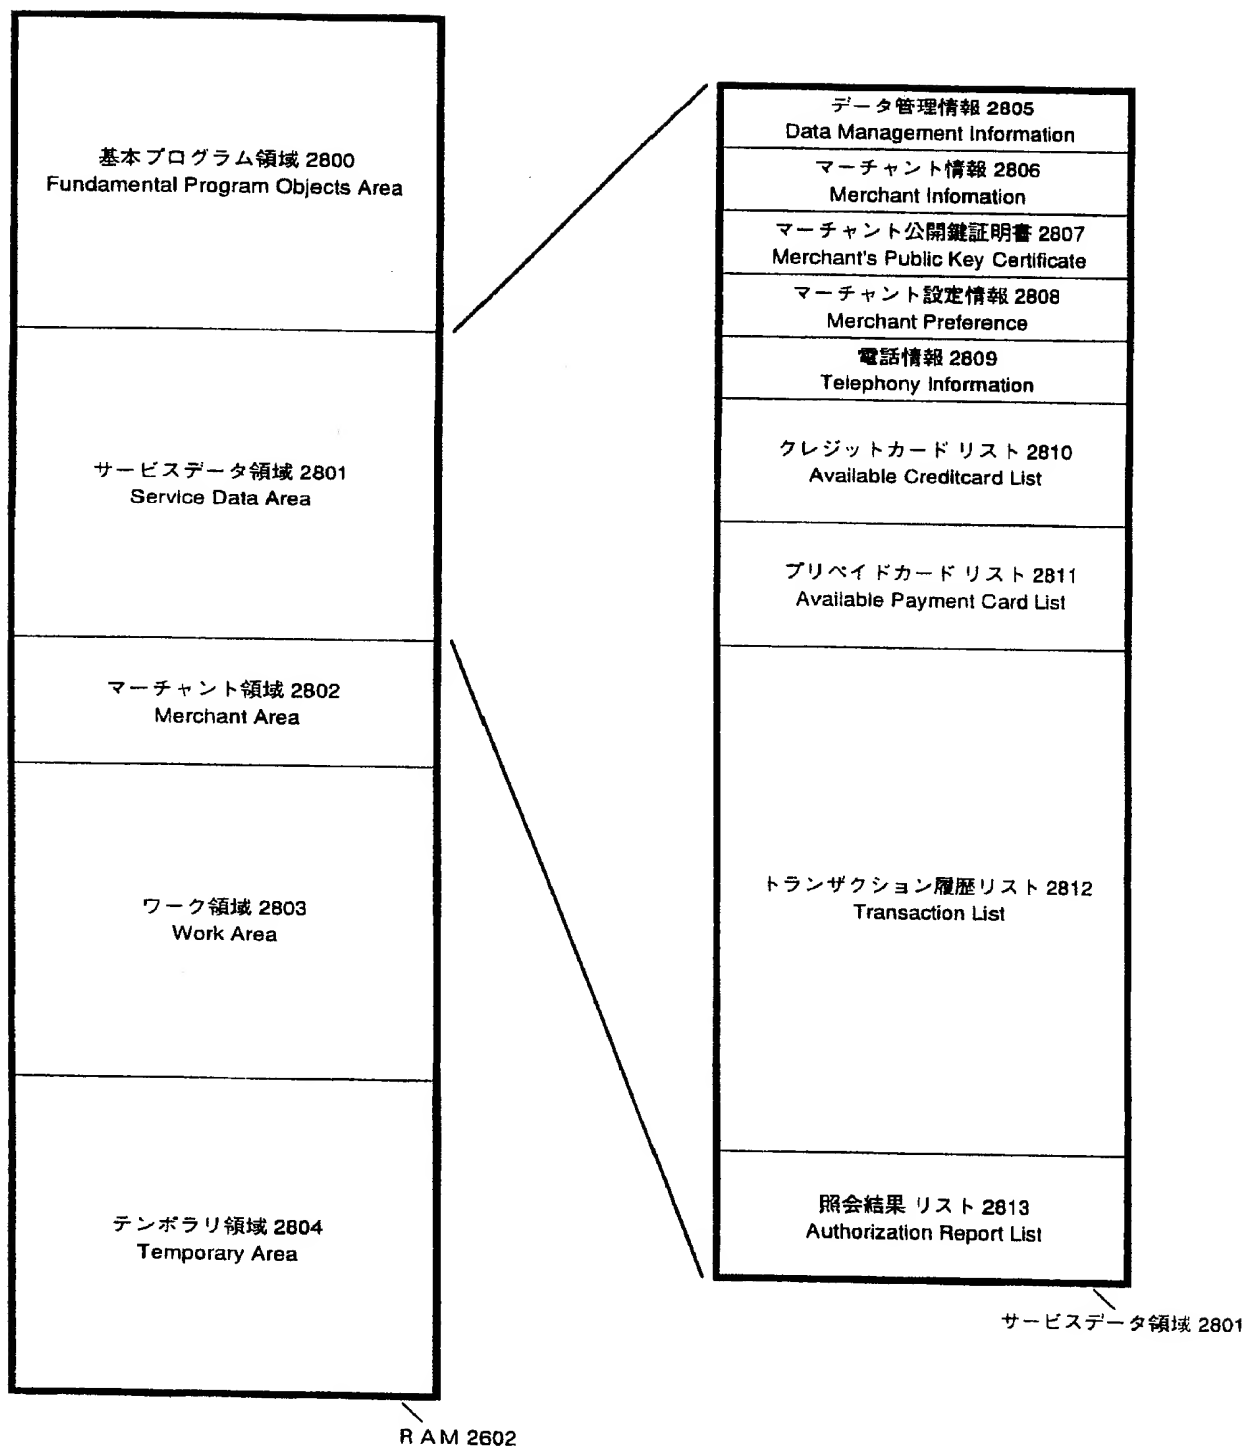 基本プログラム領域 2800
Fundamental Program Objects Area
サービスデータ領域 2801
Service Data Area
マーチャント領域 2802
Merchant Area
ワーク領域 2803
Work Area
テンポラリ領域 2804
Temporary Area
RAM 2602
データ管理情報 2805
Data Management Information
マーチャント情報 2806
Merchant Infomation
マーチャント公開鍵証明書 2807
Merchant's Public Key Certificate
マーチャント設定情報 2808
Merchant Preference
電話情報 2809
Telephony Information
クレジットカード リスト 2810
Available Creditcard List
プリペイドカード リスト 2811
Available Payment Card List
トランザクション履歴リスト 2812
Transaction List
照会結果 リスト 2813
Authorization Report List
サービスデータ領域 2801